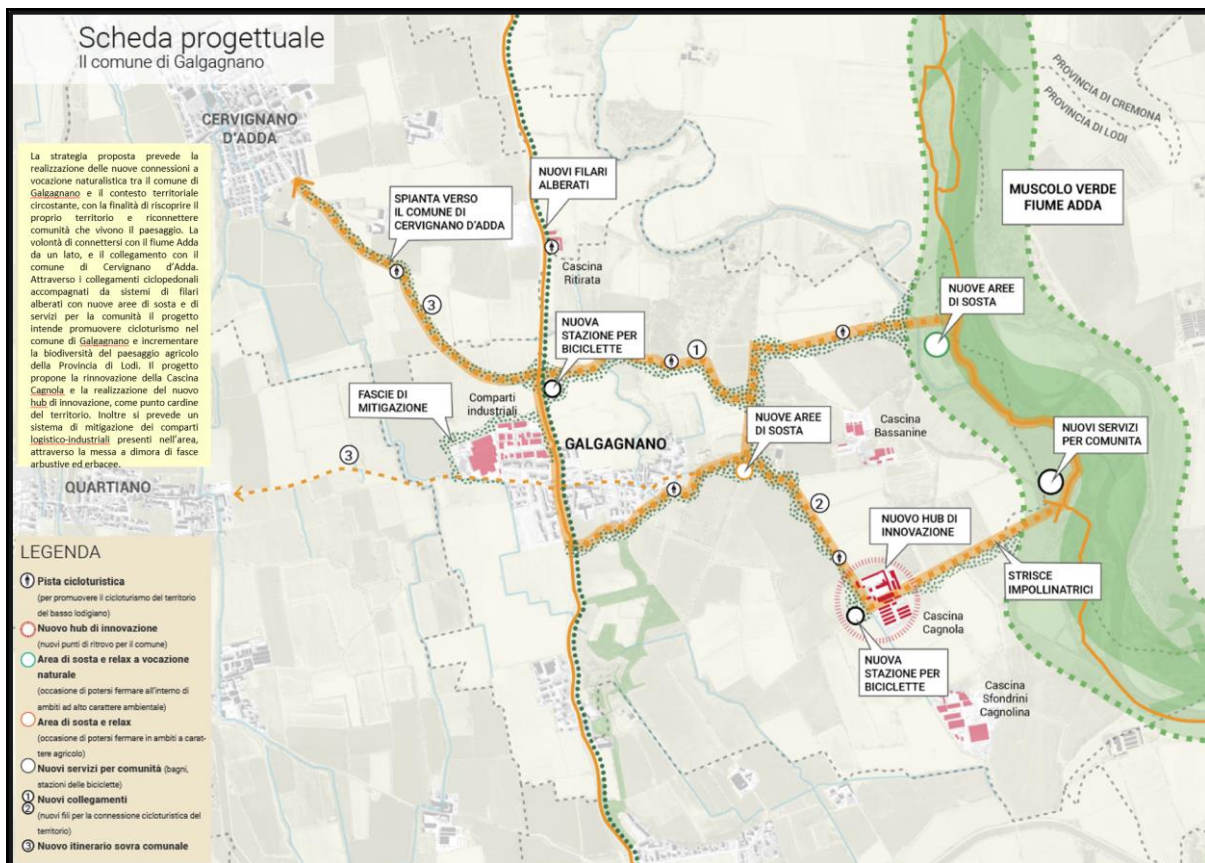 Scheda progettuale
Il comune di Galgagnano
CERVIGNANO
D'ADDA
La strategia proposta prevede la
realizzazione delle nuove connessioni a
vocazione naturalistica tra il comune di
Galgagnano e il contesto territoriale
circostante, con la finalità di riscoprire il
proprio territorio e riconnettere
comunità che vivono il paesaggio. La
volontà di connettersi con il fiume Adda
da un lato, e il collegamento con il
comune di Cervignano d'Adda.
Attraverso i collegamenti ciclopedonali
accompagnati da sistemi di filari
alberati con nuove aree di sosta e di
servizi per la comunità il progetto
intende promuovere cicloturismo nel
comune di Galgagnano e incrementare
la biodiversità del paesaggio agricolo
della Provincia di Lodi. Il progetto
propone la rinnovazione della Cascina
Cagnola e la realizzazione del nuovo
hub di innovazione, come punto cardine
del territorio. Inoltre si prevede un
sistema di mitigazione dei comparti
logistico-industriali presenti nell'area,
attraverso la messa a dimora di fasce
arbustive ed erbacee.
QUARTIANO
LEGENDA
Pista cicloturistica
(per promuovere il cicloturismo del territorio
del basso lodigiano)
Nuovo hub di innovazione
(nuovi punti di ritrovo per il comune)
Area di sosta e relax a vocazione
naturale
(occasione di potersi fermare all'interno di
ambiti ad alto carattere ambientale)
Area di sosta e relax
(occasione di potersi fermare in ambiti a carat-
tere agricolo)
Nuovi servizi per comunità (bagni,
stazioni delle biciclette)
1 Nuovi collegamenti
2
(nuovi fili per la connessione cicloturistica del
territorio)
3 Nuovo itinerario sovra comunale
SPIANTA VERSO
IL COMUNE DI
CERVIGNANO D'ADDA
NUOVI FILARI
ALBERATI
Cascina
Ritirata
3
NUOVA
STAZIONE PER
BICICLETTE
1
FASCIE DI
MITIGAZIONE
Comparti
industriali
GALGAGNANO
3
NUOVE AREE
DI SOSTA
2
Cascina
Bassanine
NUOVO HUB DI
INNOVAZIONE
Cascina
Cagnola
NUOVA
STAZIONE PER
BICICLETTE
Cascina
Sfondrini
Cagnolina
STRISCE
IMPOLLINATRICI
NUOVI SERVIZI
PER COMUNITA
NUOVE AREE
DI SOSTA
MUSCOLO VERDE
FIUME ADDA
PROVINCIA DI CREMONA
PROVINCIA DI LODI